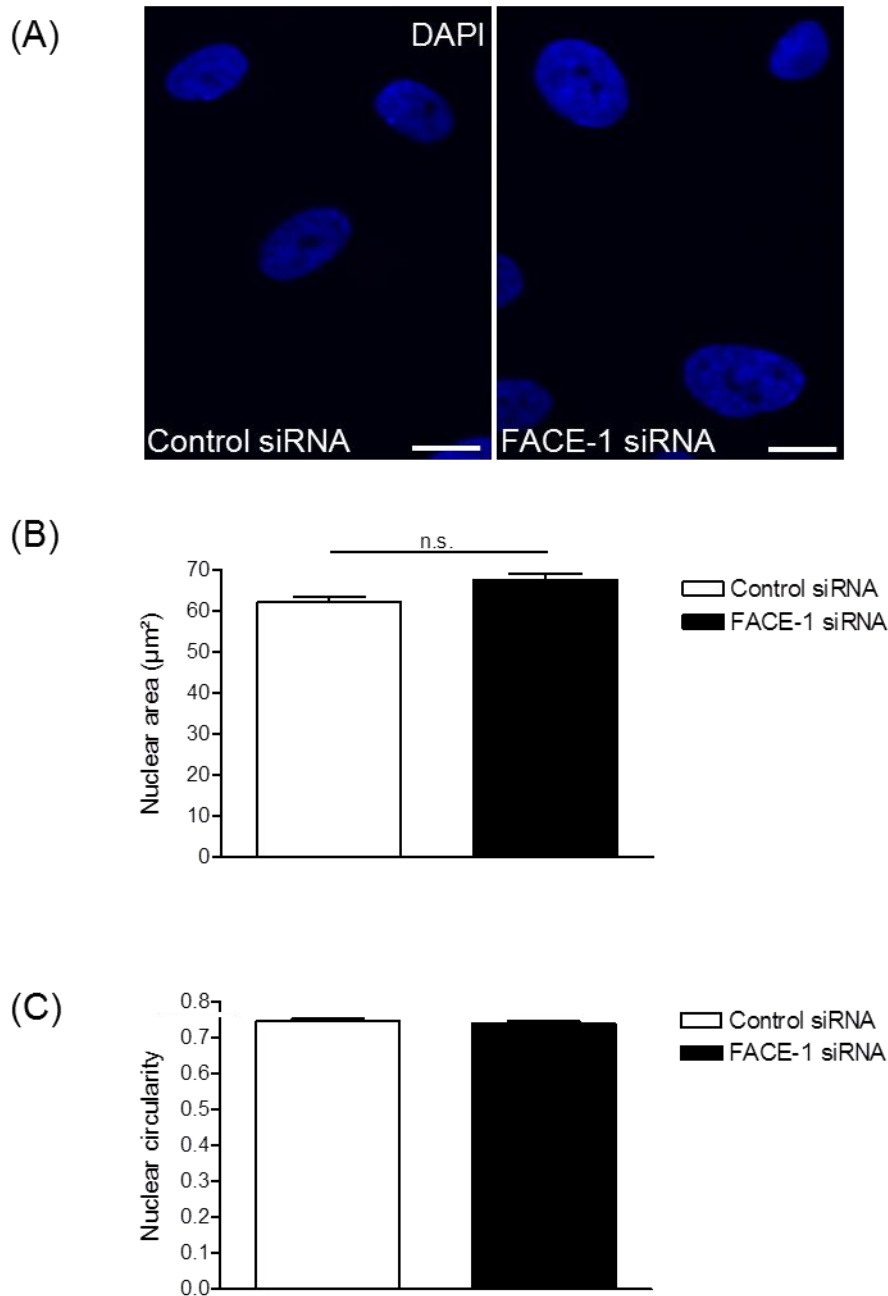 (A)
DAPI
Control siRNA
FACE-1 siRNA
(B)
n.s.
Nuclear area (µm²)
70
60
50
40
30
20
10
0
Control siRNA
FACE-1 siRNA
(C)
Nuclear circularity
0.8
0.7
0.6
0.5
0.4
0.3
0.2
0.1
0.0
Control siRNA
FACE-1 siRNA